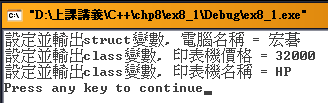 "D:\上課講義\C++\chp8\ex8_1\Debug\ex8_1.exe"
設定並輸出struct變數, 電腦名稱 = 宏碁
設定並輸出class變數, 印表機價格 = 32000
設定並輸出class變數, 印表機名稱 = HP
Press any key to continue